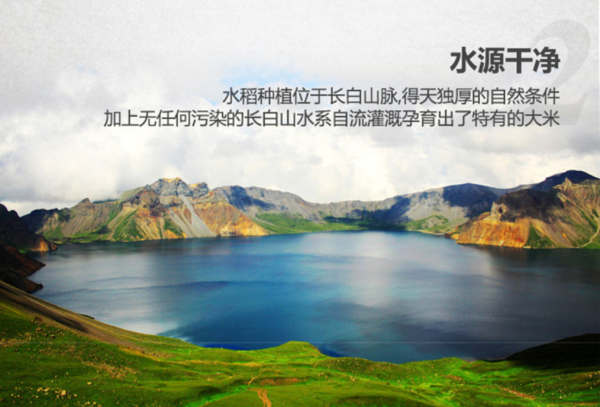 2
水源干净
水稻种植位于长白山脉,得天独厚的自然条件
加上无任何污染的长白山水系自流灌溉孕育出了特有的大米